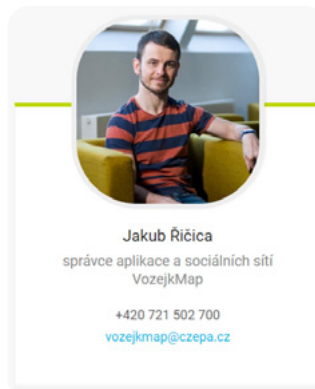 Jakub Řičica
správce aplikace a sociálních sítí
VozejkMap
+420 721 502 700
vozejkmap@czepa.cz